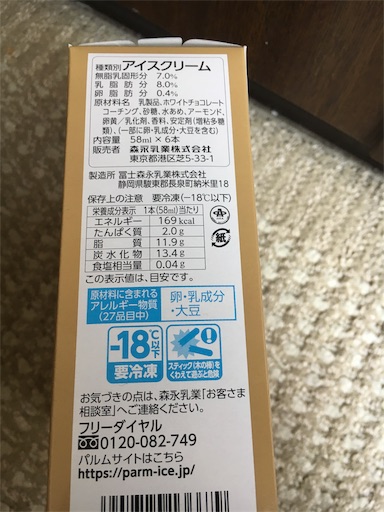 種類別 アイスクリーム
無脂乳固形分 7.0%
乳脂肪分 8.0%
卵脂肪分 0.4%
原材料名 乳製品、ホワイトチョコレート
コーチング、砂糖、水あめ、アーモンド、
卵黄/乳化剤、香料、安定剤(増粘多糖
類)、(一部に卵・乳成分・大豆を含む)
内容量 58ml×6本
販売者 森永乳業株式会社
東京都港区芝5-33-1
製造所 冨士森永乳業株式会社
静岡県駿東郡長泉町納米里18
保存上の注意 要冷凍(-18℃以下)
栄養成分表示 1本(58ml)当たり
エネルギー 169kcal
たんぱく質 2.0g
脂質 11.9g
炭水化物 13.4g
食塩相当量 0.04g
この表示値は、目安です。
原材料に含まれる
アレルギー物質
(27品目中)
卵・乳成分
・大豆
-18℃以下
要冷凍
スティック(木の棒)を
くわえて遊ぶと危険
紙
お気づきの点は、森永乳業「お客さま
相談室」へご連絡ください。
フリーダイヤル
0120-082-749
パルムサイトはこちら
https://parm-ice.jp/